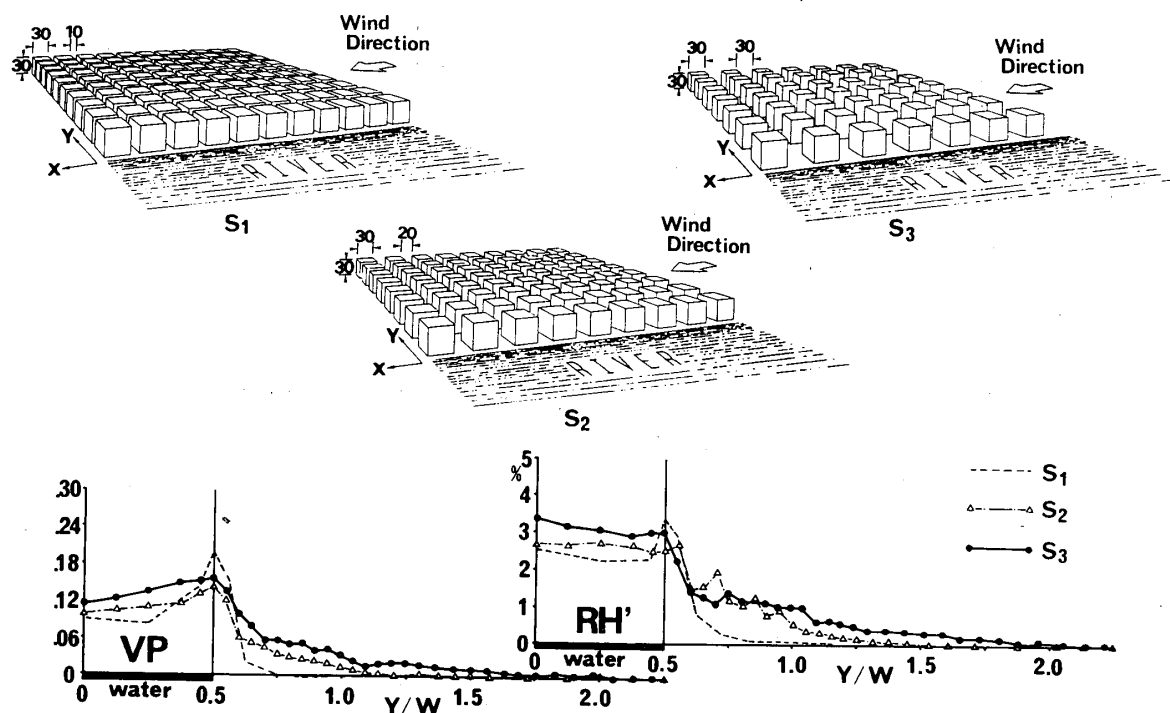 30 10
30
Wind
Direction
Y
X
RIVER
S1
30 30
30
Wind
Direction
Y
X
RIVER
S3
30 20
30
Wind
Direction
Y
X
RIVER
S2
.30
.24
.18
.12
.06
0
VP
water
0 0.5 1.0 1.5 2.0
Y/W
%
5
4
3
2
1
0
RH'
water
0 0.5 1.0 1.5 2.0
Y/W
S1
S2
S3